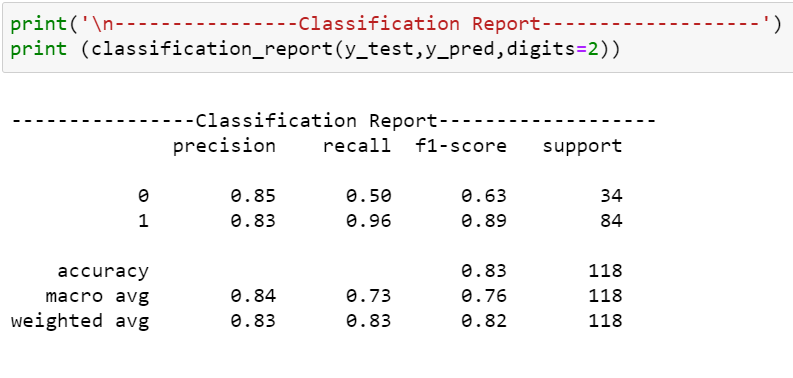 print('\n----------------Classification Report-------------------')
print (classification_report(y_test,y_pred,digits=2))
----------------Classification Report-------------------
precision recall f1-score support
0 0.85 0.50 0.63 34
1 0.83 0.96 0.89 84
accuracy 0.83 118
macro avg 0.84 0.73 0.76 118
weighted avg 0.83 0.83 0.82 118